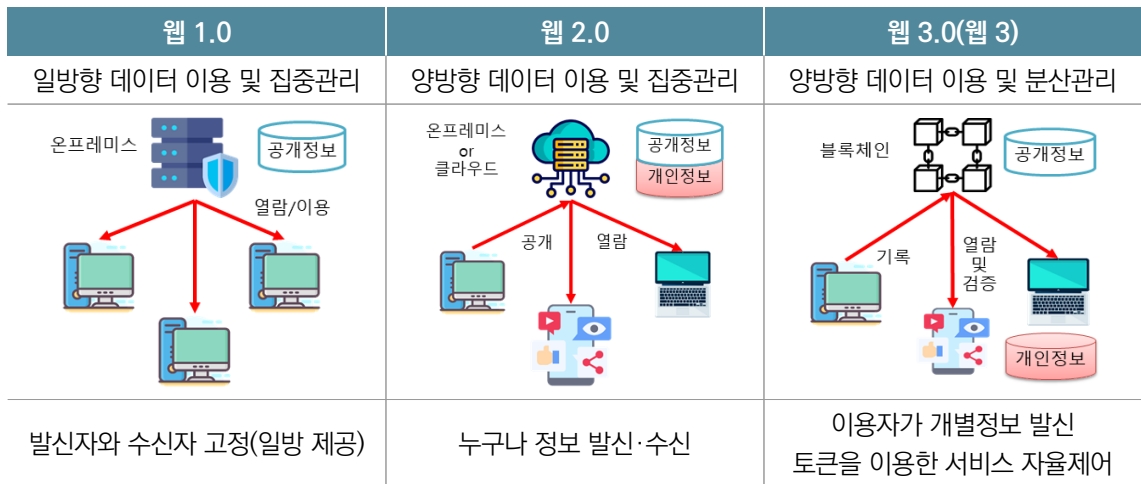 웹 1.0
웹 2.0
웹 3.0(웹 3)
일방향 데이터 이용 및 집중관리
양방향 데이터 이용 및 집중관리
양방향 데이터 이용 및 분산관리
온프레미스
공개정보
열람/이용
온프레미스
or
클라우드
공개정보
개인정보
공개
열람
블록체인
공개정보
기록
열람
및
검증
개인정보
발신자와 수신자 고정(일방 제공)
누구나 정보 발신·수신
이용자가 개별정보 발신
토큰을 이용한 서비스 자율제어